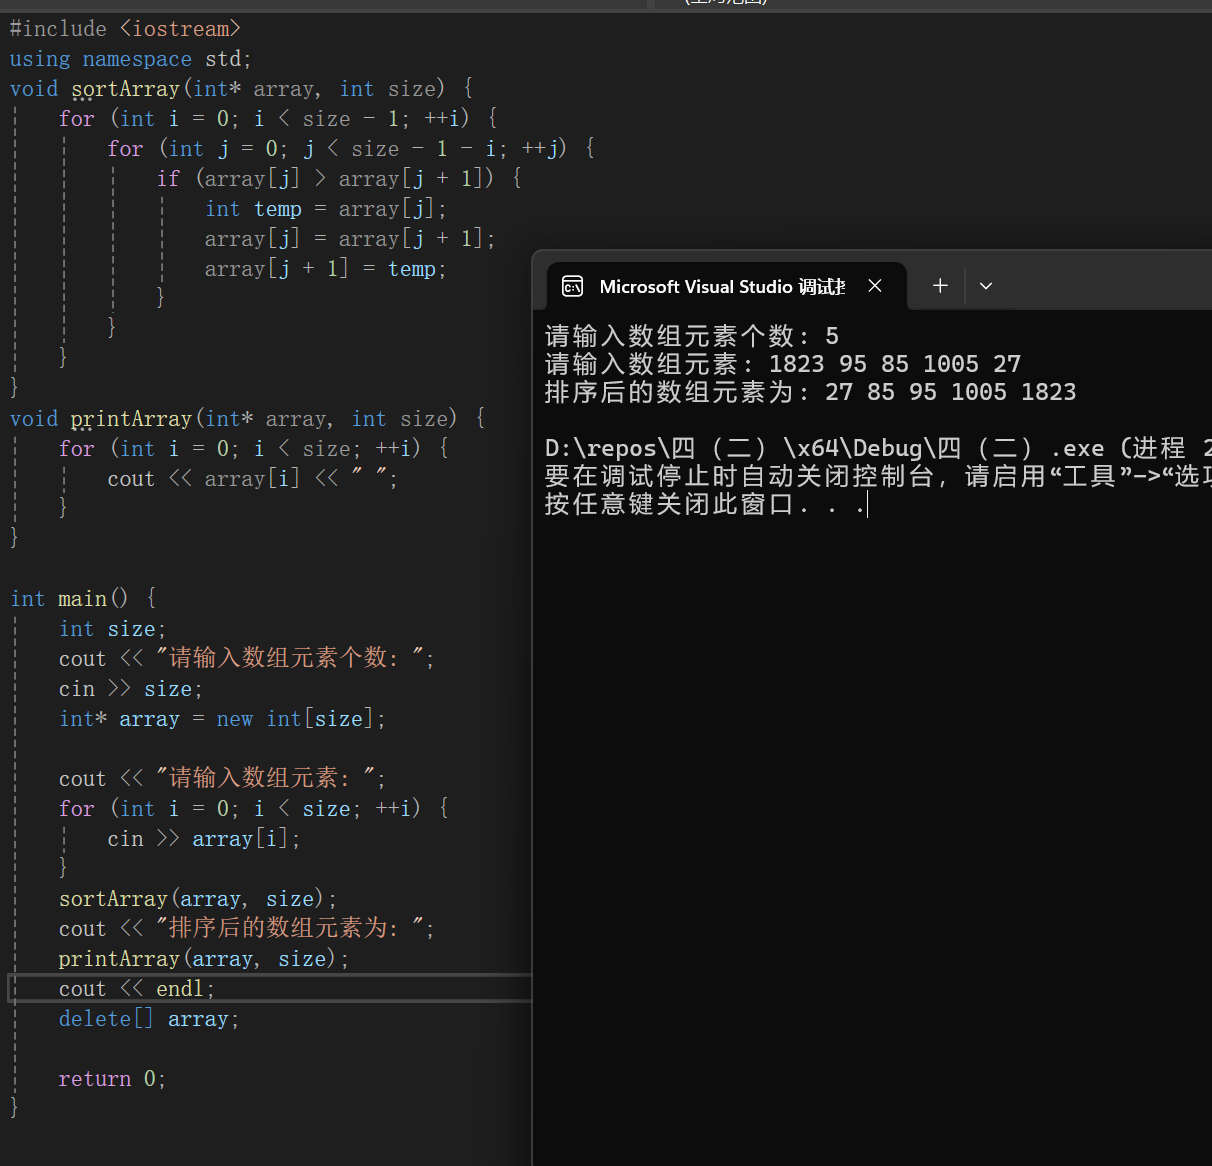 #include <iostream>
using namespace std;
void sortArray(int* array, int size) {
for (int i = 0; i < size - 1; ++i) {
for (int j = 0; j < size - 1 - i; ++j) {
if (array[j] > array[j + 1]) {
int temp = array[j];
array[j] = array[j + 1];
array[j + 1] = temp;
}
}
}
}
void printArray(int* array, int size) {
for (int i = 0; i < size; ++i) {
cout << array[i] << " ";
}
}
int main() {
int size;
cout << "请输入数组元素个数: ";
cin >> size;
int* array = new int[size];
cout << "请输入数组元素: ";
for (int i = 0; i < size; ++i) {
cin >> array[i];
}
sortArray(array, size);
cout << "排序后的数组元素为: ";
printArray(array, size);
cout << endl;
delete[] array;
return 0;
}
Microsoft Visual Studio 调试
请输入数组元素个数: 5
请输入数组元素: 1823 95 85 1005 27
排序后的数组元素为: 27 85 95 1005 1823
D:\repos\四 (二) \x64\Debug\四 (二) .exe (进程 2
要在调试停止时自动关闭控制台, 请启用“工具”->“选
按任意键关闭此窗口. . .